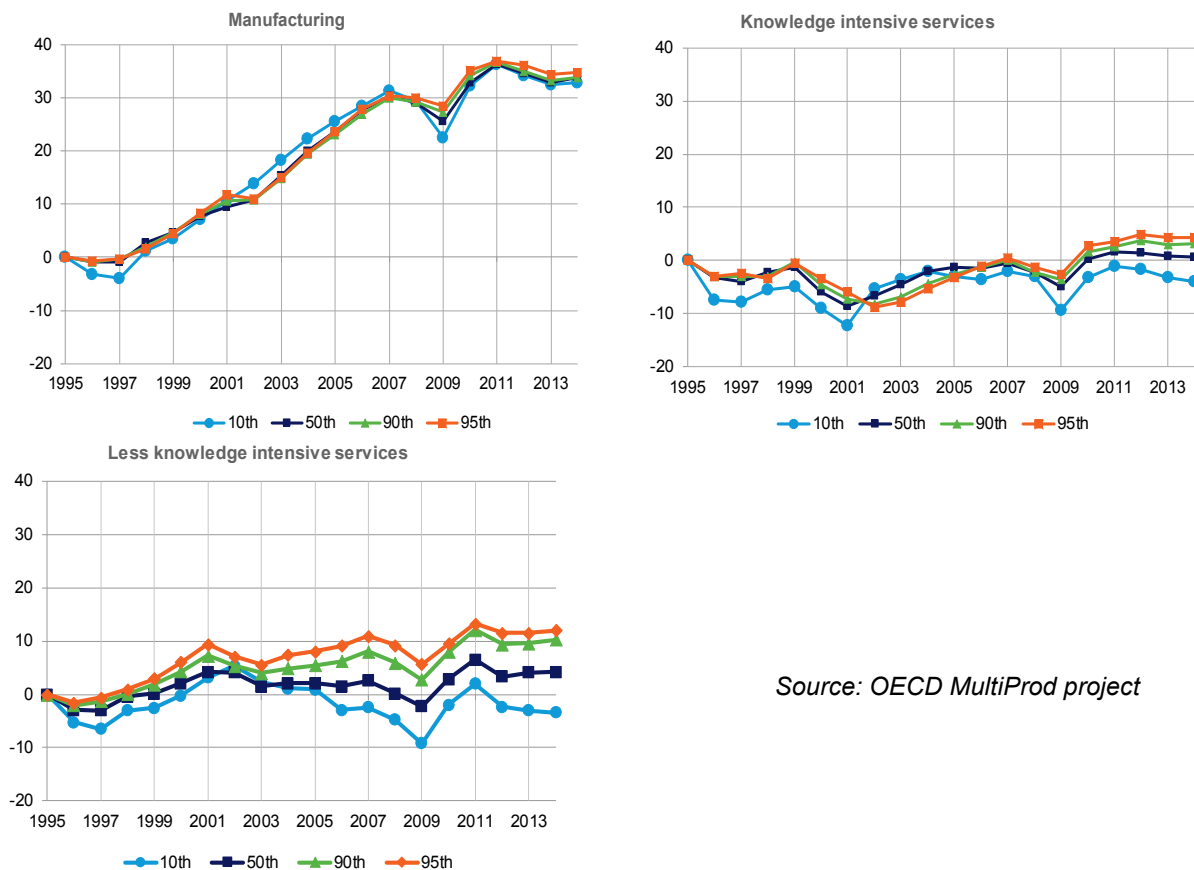 Manufacturing
40
30
20
10
0
-10
-20
1995 1997 1999 2001 2003 2005 2007 2009 2011 2013
10th 50th 90th 95th
Knowledge intensive services
40
30
20
10
0
-10
-20
1995 1997 1999 2001 2003 2005 2007 2009 2011 2013
10th 50th 90th 95th
Less knowledge intensive services
40
30
20
10
0
-10
-20
1995 1997 1999 2001 2003 2005 2007 2009 2011 2013
10th 50th 90th 95th
Source: OECD MultiProd project